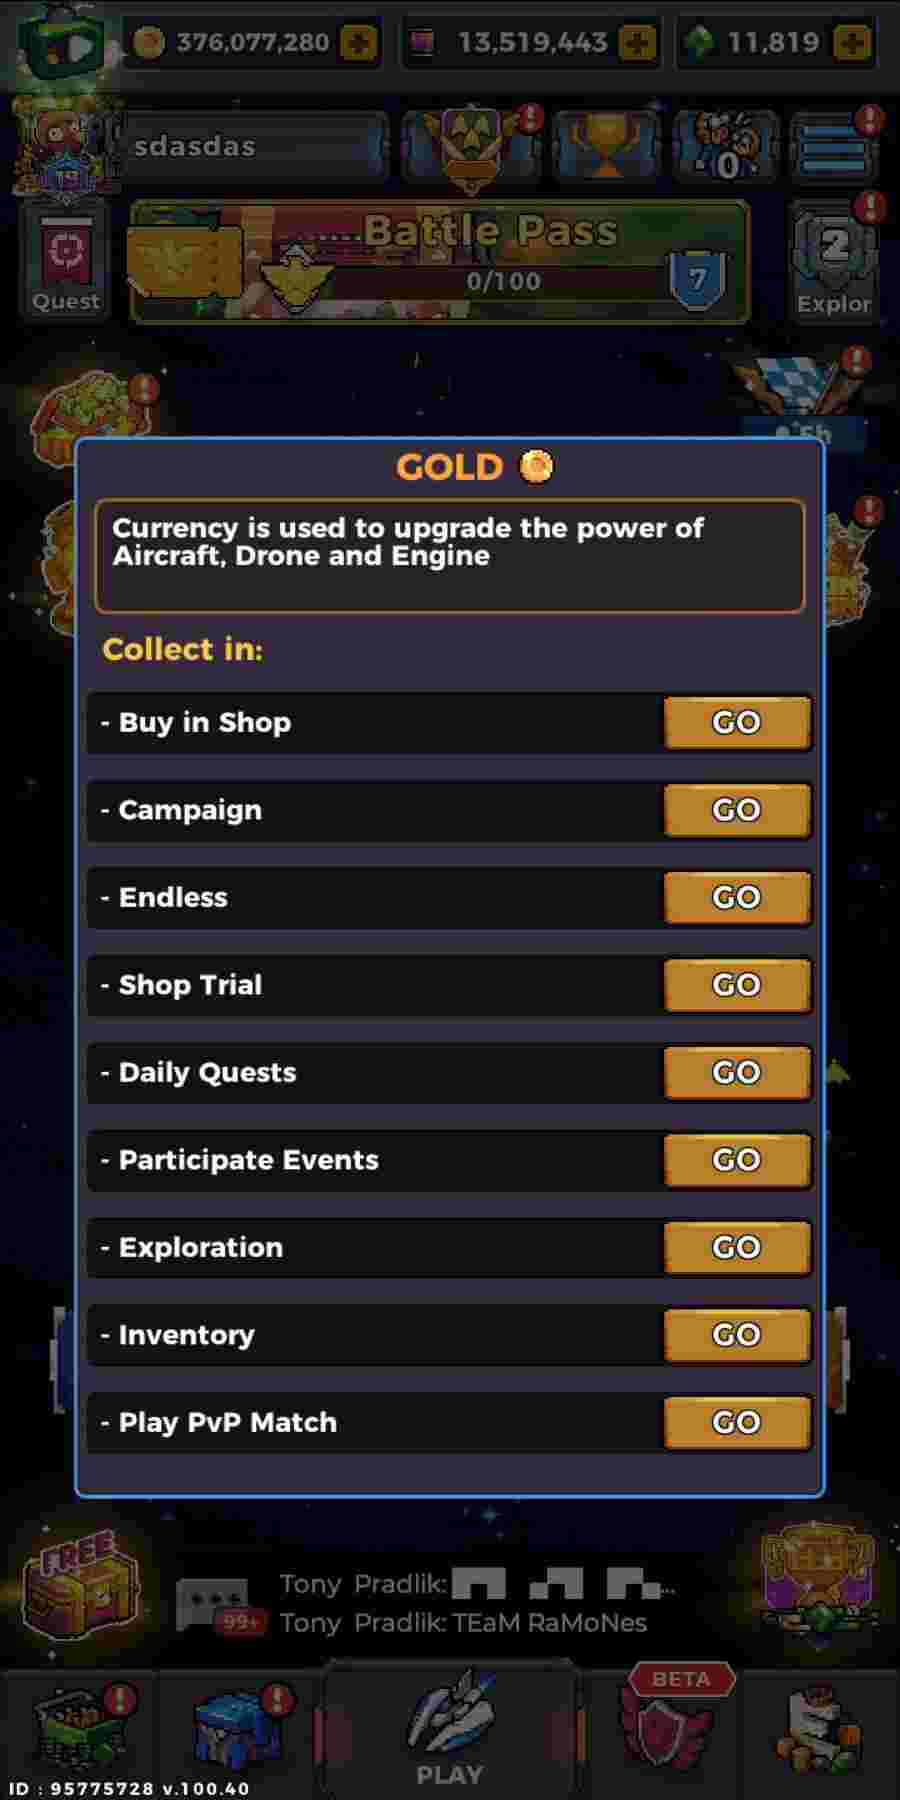 376,077,280
13,519,443
11,819
sdasdas
0
Battle Pass
0/100
7
Quest
2
Explor
5h
GOLD
Currency is used to upgrade the power of
Aircraft, Drone and Engine
Collect in:
- Buy in Shop GO
- Campaign GO
- Endless GO
- Shop Trial GO
- Daily Quests GO
- Participate Events GO
- Exploration GO
- Inventory GO
- Play PvP Match GO
FREE
Tony Pradlik:
99+
Tony Pradlik: TEaM RaMoNes
BETA
PLAY
ID : 95775728 v.100.40